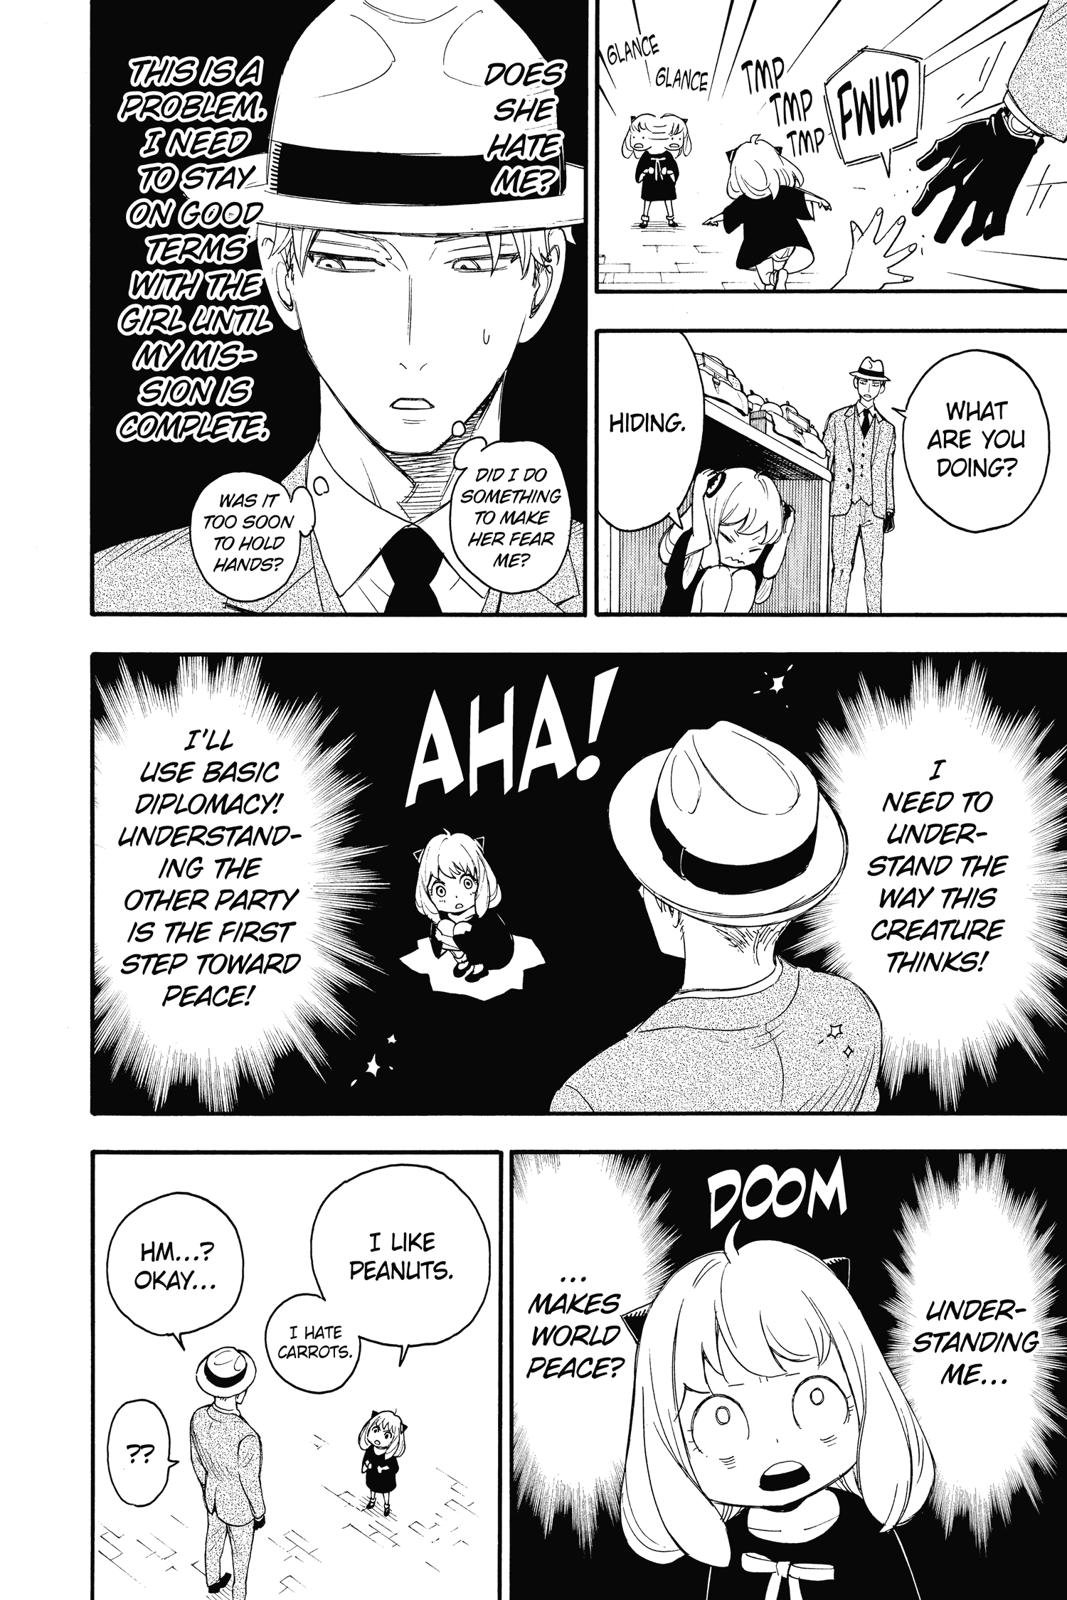 FWUP
TMP
TMP
TMP
GLANCE
GLANCE
WHAT
ARE YOU
DOING?
HIDING.
DOES
SHE
HATE
ME?
THIS IS A
PROBLEM.
I NEED
TO STAY
ON GOOD
TERMS
WITH THE
GIRL UNTIL
MY MIS-
SION IS
COMPLETE.
DID I DO
SOMETHING
TO MAKE
HER FEAR
ME?
WAS IT
TOO SOON
TO HOLD
HANDS?
I
NEED TO
UNDER-
STAND THE
WAY THIS
CREATURE
THINKS!
AHA!
I'LL
USE BASIC
DIPLOMACY!
UNDERSTAND-
ING THE
OTHER PARTY
IS THE FIRST
STEP TOWARD
PEACE!
DOOM
UNDER-
STANDING
ME...
...
MAKES
WORLD
PEACE?
I LIKE
PEANUTS.
I HATE
CARROTS.
HM...?
OKAY...
??